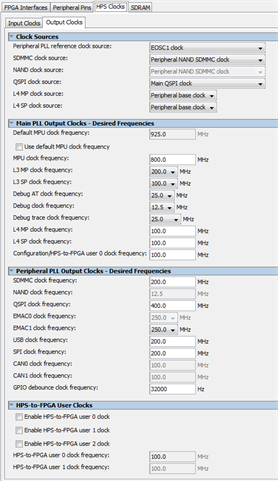 FPGA Interfaces Peripheral Pins HPS Clocks SDRAM
Input Clocks Output Clocks
Clock Sources
Peripheral PLL reference clock source: EOSC1 clock
SDMMC clock source: Peripheral NAND SDMMC clock
NAND clock source: Peripheral NAND SDMMC clock
QSPI clock source: Main QSPI clock
L4 MP clock source: Peripheral base clock
L4 SP clock source: Peripheral base clock
Main PLL Output Clocks - Desired Frequencies
Default MPU clock frequency: 925.0 MHz
Use default MPU clock frequency
MPU clock frequency: 800.0 MHz
L3 MP clock frequency: 200.0 MHz
L3 SP clock frequency: 100.0 MHz
Debug AT clock frequency: 25.0 MHz
Debug clock frequency: 12.5 MHz
Debug trace clock frequency: 25.0 MHz
L4 MP clock frequency: 100.0 MHz
L4 SP clock frequency: 100.0 MHz
Configuration/HPS-to-FPGA user 0 clock frequency: 100.0 MHz
Peripheral PLL Output Clocks - Desired Frequencies
SDMMC clock frequency: 200.0 MHz
NAND clock frequency: 12.5 MHz
QSPI clock frequency: 400.0 MHz
EMAC0 clock frequency: 250.0 MHz
EMAC1 clock frequency: 250.0 MHz
USB clock frequency: 200.0 MHz
SPI clock frequency: 200.0 MHz
CAN0 clock frequency: 100.0 MHz
CAN1 clock frequency: 100.0 MHz
GPIO debounce clock frequency: 32000 Hz
HPS-to-FPGA User Clocks
Enable HPS-to-FPGA user 0 clock
Enable HPS-to-FPGA user 1 clock
Enable HPS-to-FPGA user 2 clock
HPS-to-FPGA user 0 clock frequency: 100.0 MHz
HPS-to-FPGA user 1 clock frequency: 100.0 MHz